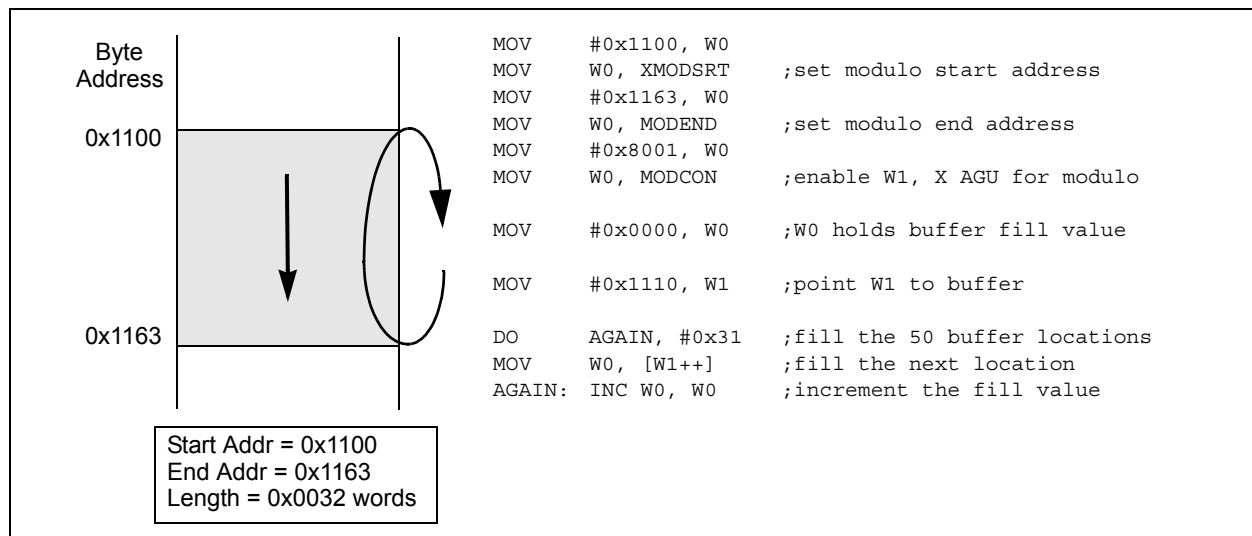 Byte
Address
0x1100
0x1163
Start Addr = 0x1100
End Addr = 0x1163
Length = 0x0032 words
MOV #0x1100, W0
MOV W0, XMODSRT ;set modulo start address
MOV #0x1163, W0
MOV W0, MODEND ;set modulo end address
MOV #0x8001, W0
MOV W0, MODCON ;enable W1, X AGU for modulo
MOV #0x0000, W0 ;W0 holds buffer fill value
MOV #0x1110, W1 ;point W1 to buffer
DO AGAIN, #0x31 ;fill the 50 buffer locations
MOV W0, [W1++] ;fill the next location
AGAIN: INC W0, W0 ;increment the fill value